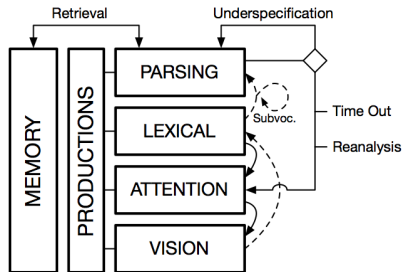 Retrieval
Underspecification
PARSING
Subvoc.
Time Out
LEXICAL
Reanalysis
MEMORY
PRODUCTIONS
ATTENTION
VISION